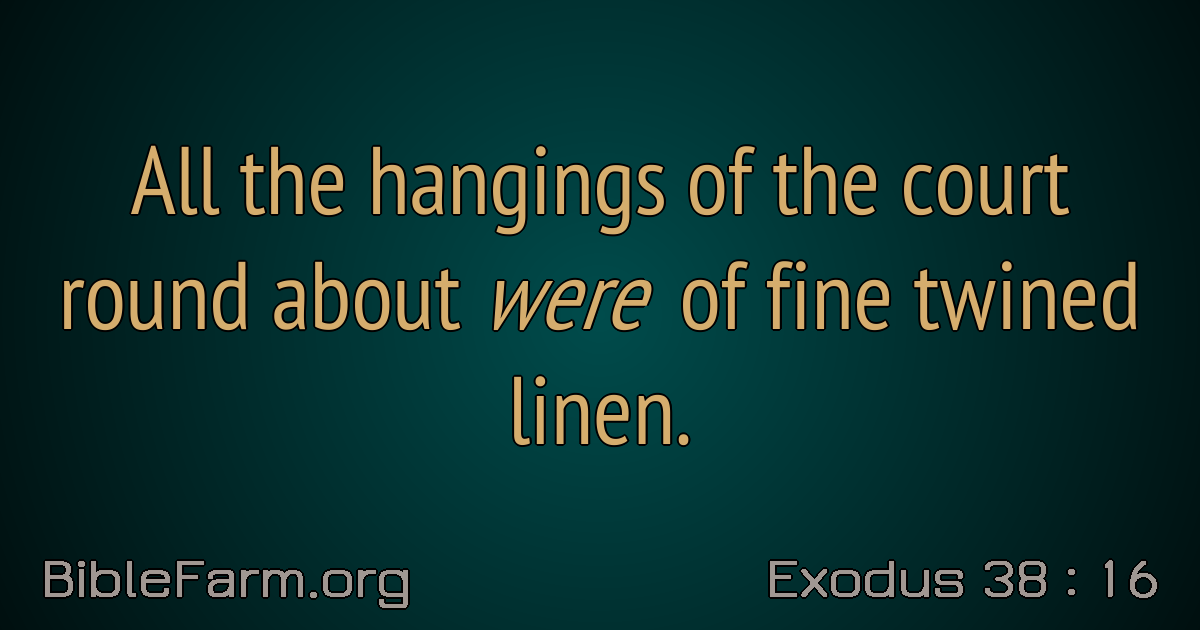 All the hangings of the court
round about were of fine twined
linen.
BibleFarm.org
Exodus 38 : 16